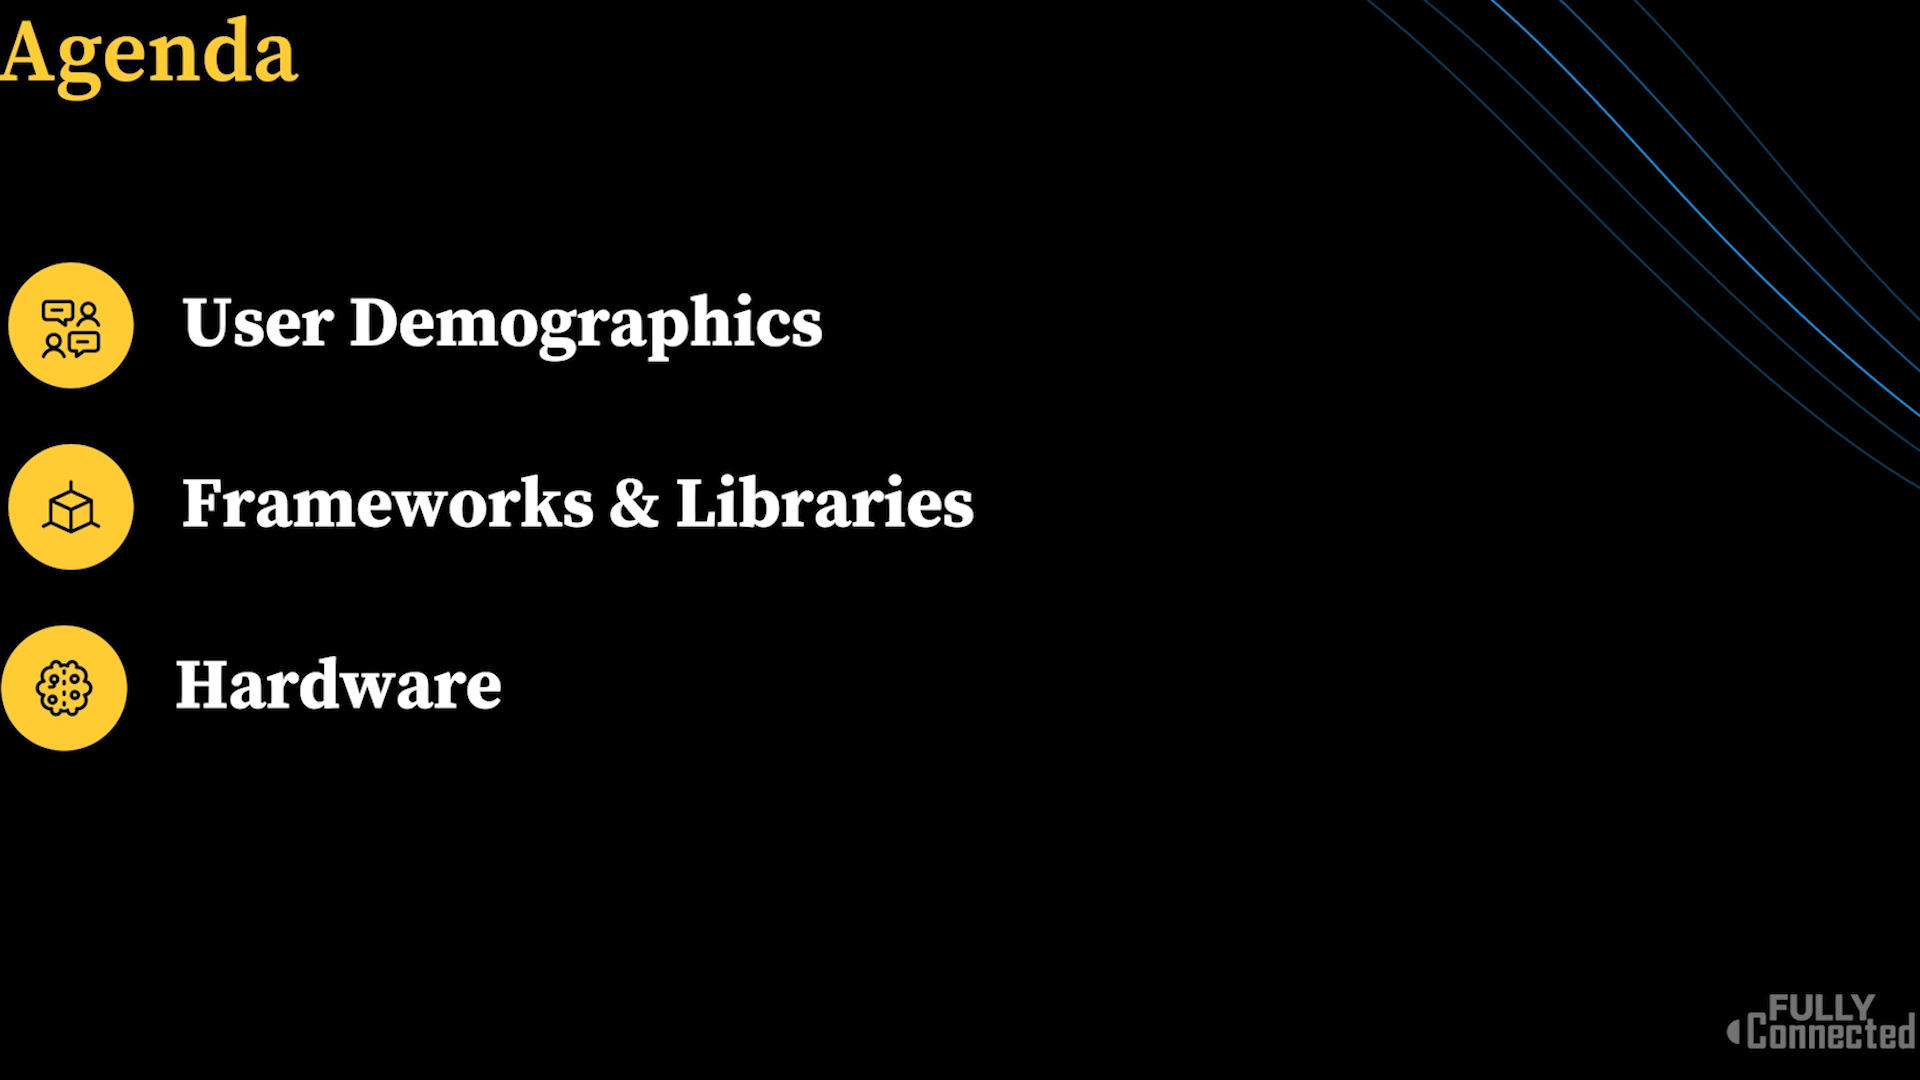 Agenda
User Demographics
Frameworks & Libraries
Hardware
FULLY
Connected